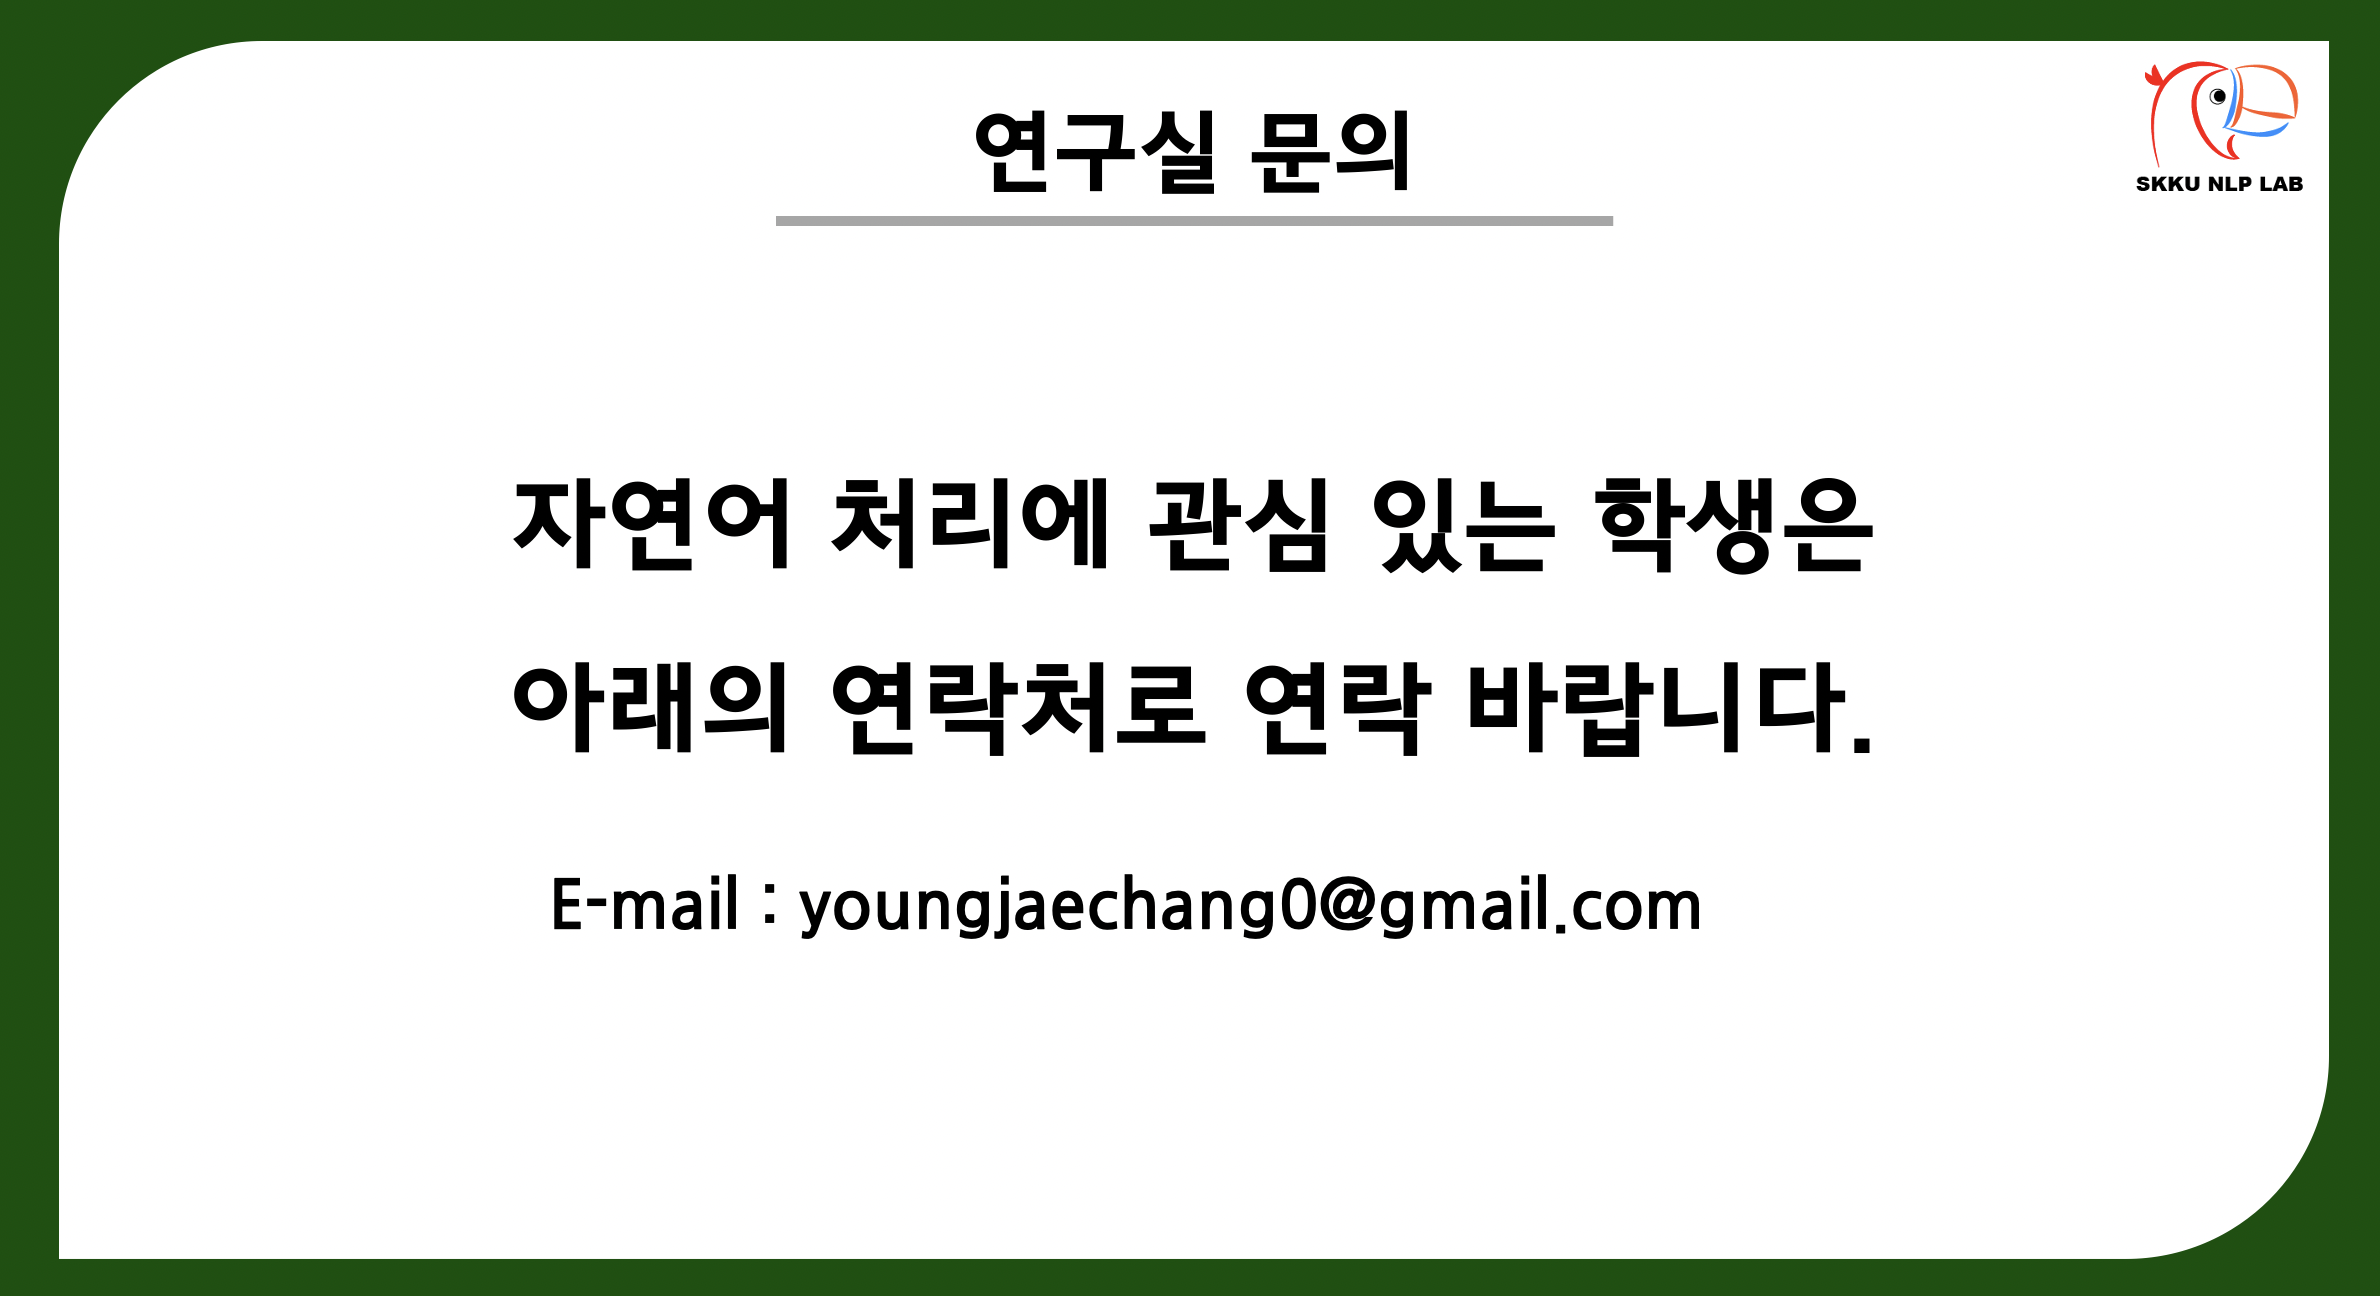 연구실 문의
SKKU NLP LAB
자연어 처리에 관심 있는 학생은
아래의 연락처로 연락 바랍니다.
E-mail : youngjaechang0@gmail.com